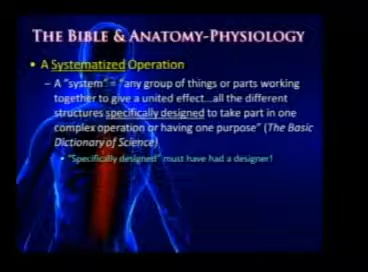 THE BIBLE & ANATOMY-PHYSIOLOGY
• A Systematized Operation
– A "system" = "any group of things or parts working
together to give a united effect...all the different
structures specifically designed to take part in one
complex operation or having one purpose" (The Basic
Dictionary of Science)
• "Specifically designed" must have had a designer!